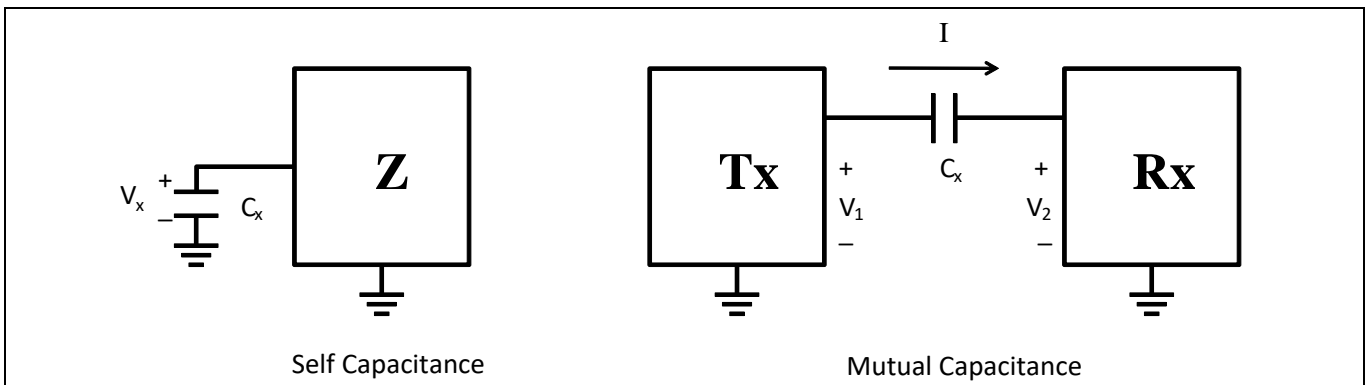 I
+
Vx
–
Cx
Z
Tx
+
V1
–
Cx
+
V2
–
Rx
Self Capacitance
Mutual Capacitance